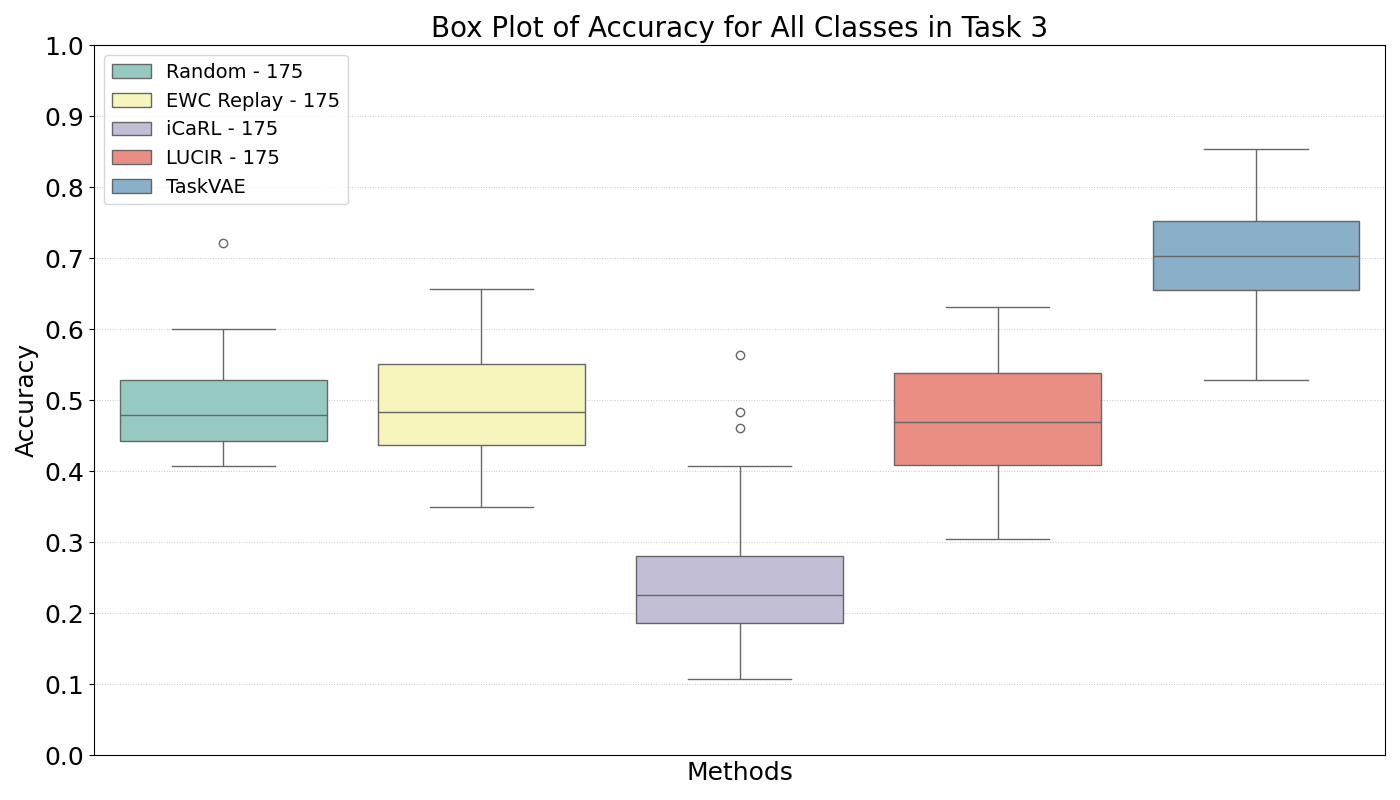 Box Plot of Accuracy for All Classes in Task 3
1.0
0.9
0.8
0.7
0.6
0.5
0.4
0.3
0.2
0.1
0.0
Accuracy
Random - 175
EWC Replay - 175
iCaRL - 175
LUCIR - 175
TaskVAE
Methods